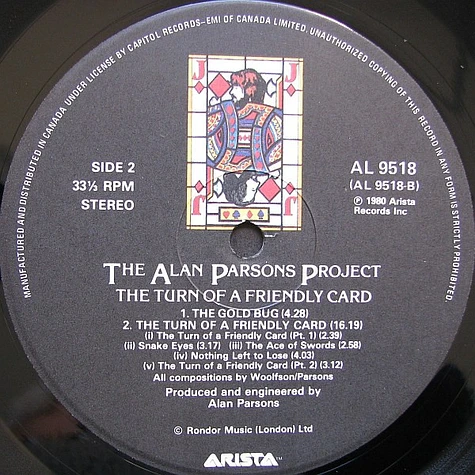 MANUFACTURED AND DISTRIBUTED IN CANADA, UNDER LICENSE BY CAPITOL RECORDS–EMI OF CANADA LIMITED. UNAUTHORIZED COPYING OF THIS RECORD IN ANY FORM IS STRICTLY PROHIBITED.
J
J
SIDE 2
33⅓ RPM
STEREO
AL 9518
(AL 9518-B)
℗ 1980 Arista
Records Inc
J
J
THE ALAN PARSONS PROJECT
THE TURN OF A FRIENDLY CARD
1. THE GOLD BUG (4.28)
2. THE TURN OF A FRIENDLY CARD (16.19)
(i) The Turn of a Friendly Card (Pt. 1) (2.39)
(ii) Snake Eyes (3.17) (iii) The Ace of Swords (2.58)
(iv) Nothing Left to Lose (4.03)
(v) The Turn of a Friendly Card (Pt. 2) (3.12)
All compositions by Woolfson/Parsons
Produced and engineered by
Alan Parsons
© Rondor Music (London) Ltd
ARISTA™